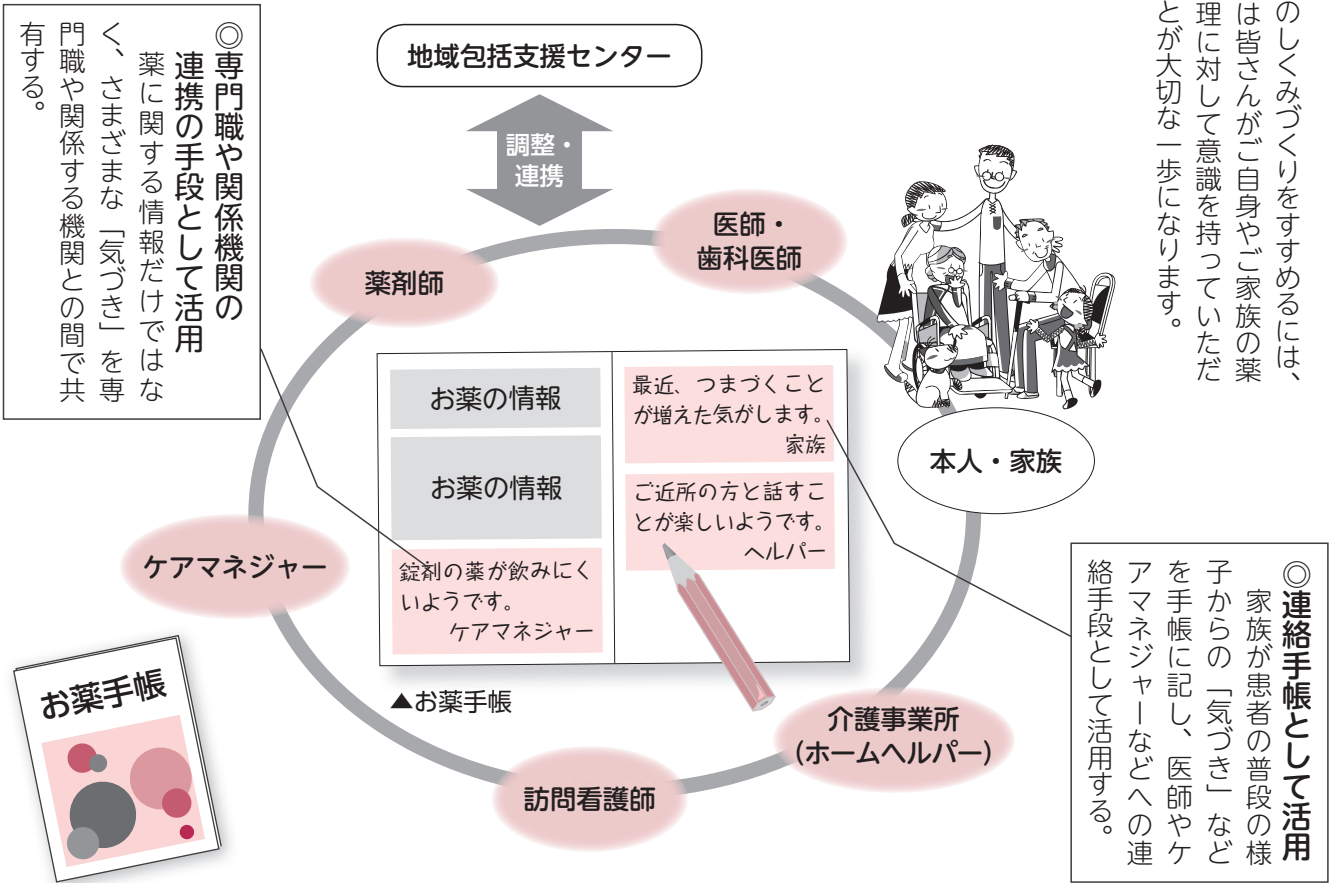 のしくみづくりをすすめるには、
は皆さんがご自身やご家族の薬
理に対して意識を持っていただ
とが大切な一歩になります。
地域包括支援センター
調整・
連携
◎専門職や関係機関の
連携の手段として活用
薬に関する情報だけではな
く、さまざまな「気づき」を専
門職や関係する機関との間で共
有する。
医師・
歯科医師
薬剤師
本人・家族
ケアマネジャー
お薬の情報
お薬の情報
錠剤の薬が飲みにく
いようです。
ケアマネジャー
最近、つまづくこと
が増えた気がします。
家族
ご近所の方と話すこ
とが楽しいようです。
ヘルパー
▲お薬手帳
◎連絡手帳として活用
家族が患者の普段の様
子からの「気づき」など
を手帳に記し、医師やケ
アマネジャーなどへの連
絡手段として活用する。
介護事業所
(ホームヘルパー)
訪問看護師
お薬手帳